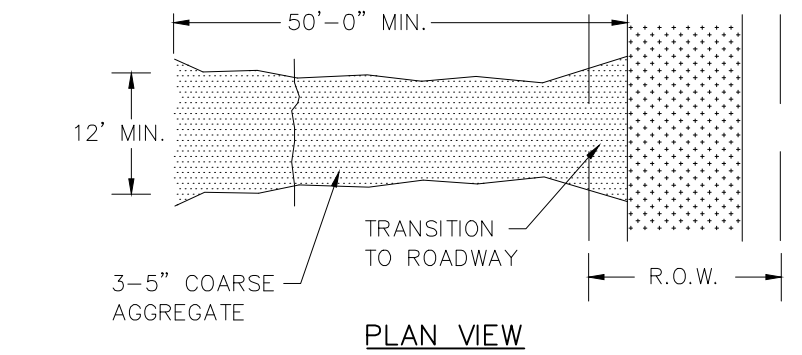 50'-0" MIN.
12' MIN.
TRANSITION
TO ROADWAY
R.O.W.
3-5" COARSE
AGGREGATE
PLAN VIEW